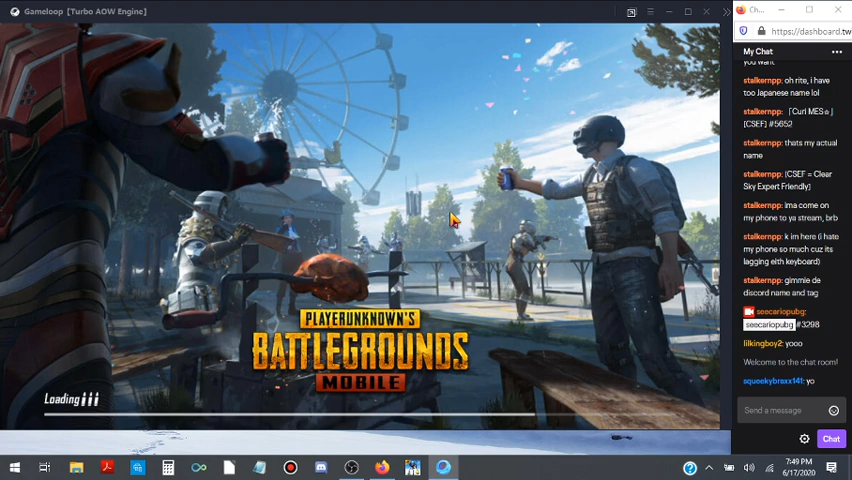 Gameloop [Turbo AOW Engine]
PLAYERUNKNOWN'S
BATTLEGROUNDS
MOBILE
Loading
Ch...
https://dashboard.tw
My Chat
you want
stalkernpp: oh rite, i have
too Japanese name lol
stalkernpp: 「Curi MES☆」
[CSEF] #5652
stalkernpp: thats my actual
name
stalkernpp: [CSEF = Clear
Sky Expert Friendly]
stalkernpp: ima come on
my phone to ya stream, brb
stalkernpp: k im here (i hate
my phone so much cuz its
lagging eith keyboard)
stalkernpp: gimmie de
discord name and tag
seecariopubg:
seecariopubg #3298
lilkingboy2: yooo
Welcome to the chat room!
squeekybraxx141: yo
Send a message
Chat
7:49 PM
6/17/2020